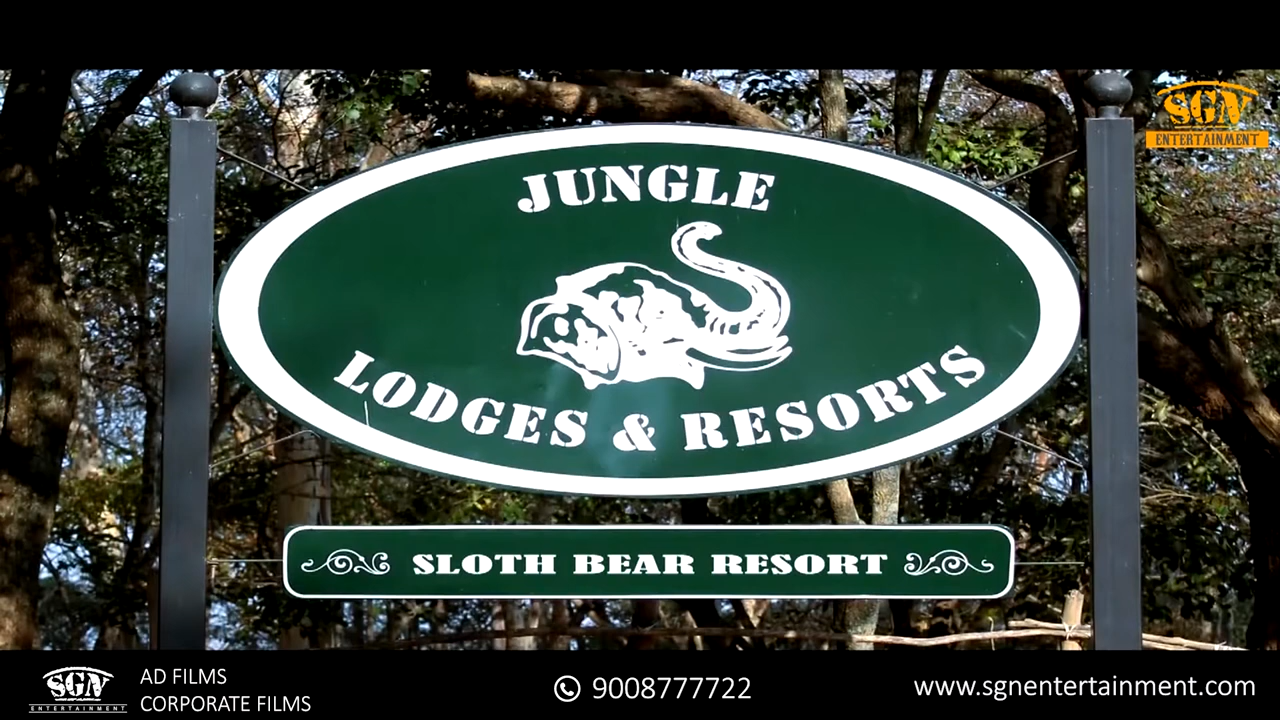 SGN
ENTERTAINMENT
JUNGLE
LODGES & RESORTS
SLOTH BEAR RESORT
SGN
ENTERTAINMENT
AD FILMS
CORPORATE FILMS
9008777722
www.sgnentertainment.com